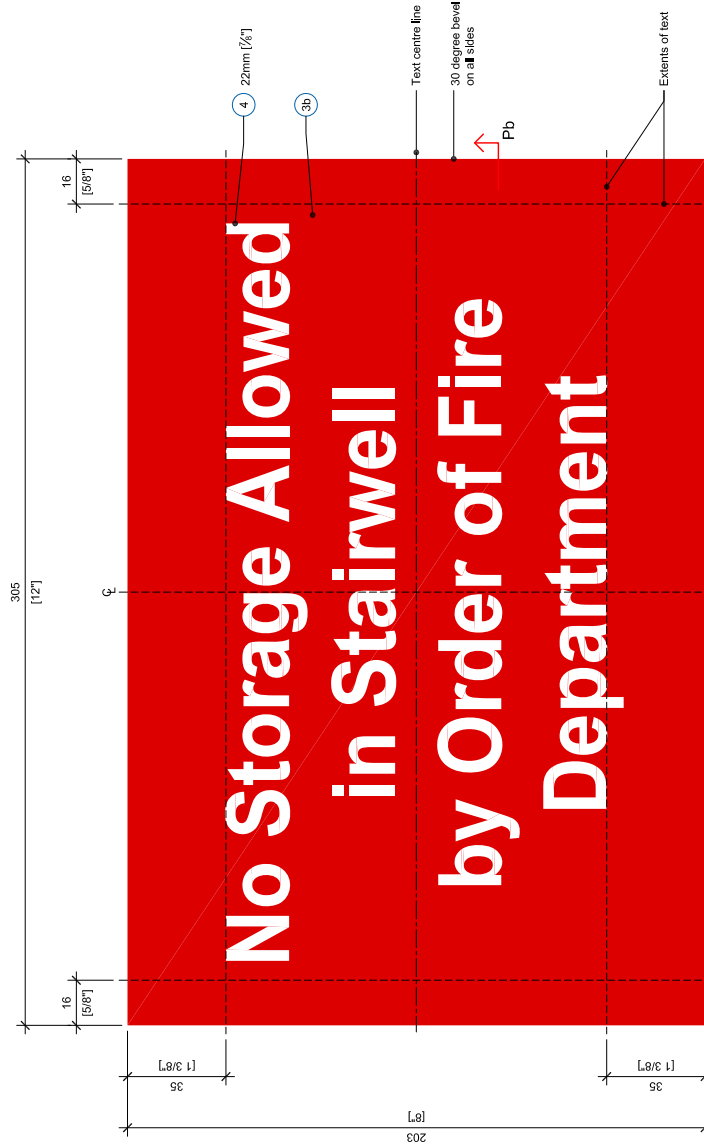 305
[12"]
16
[5/8"]
16
[5/8"]
CL
No Storage Allowed
in Stairwell
by Order of Fire
Department
4
22mm [⅞"]
3b
Text centre line
30 degree bevel
on all sides
Pb
Extents of text
35
[1 3/8"]
35
[1 3/8"]
203
[8"]